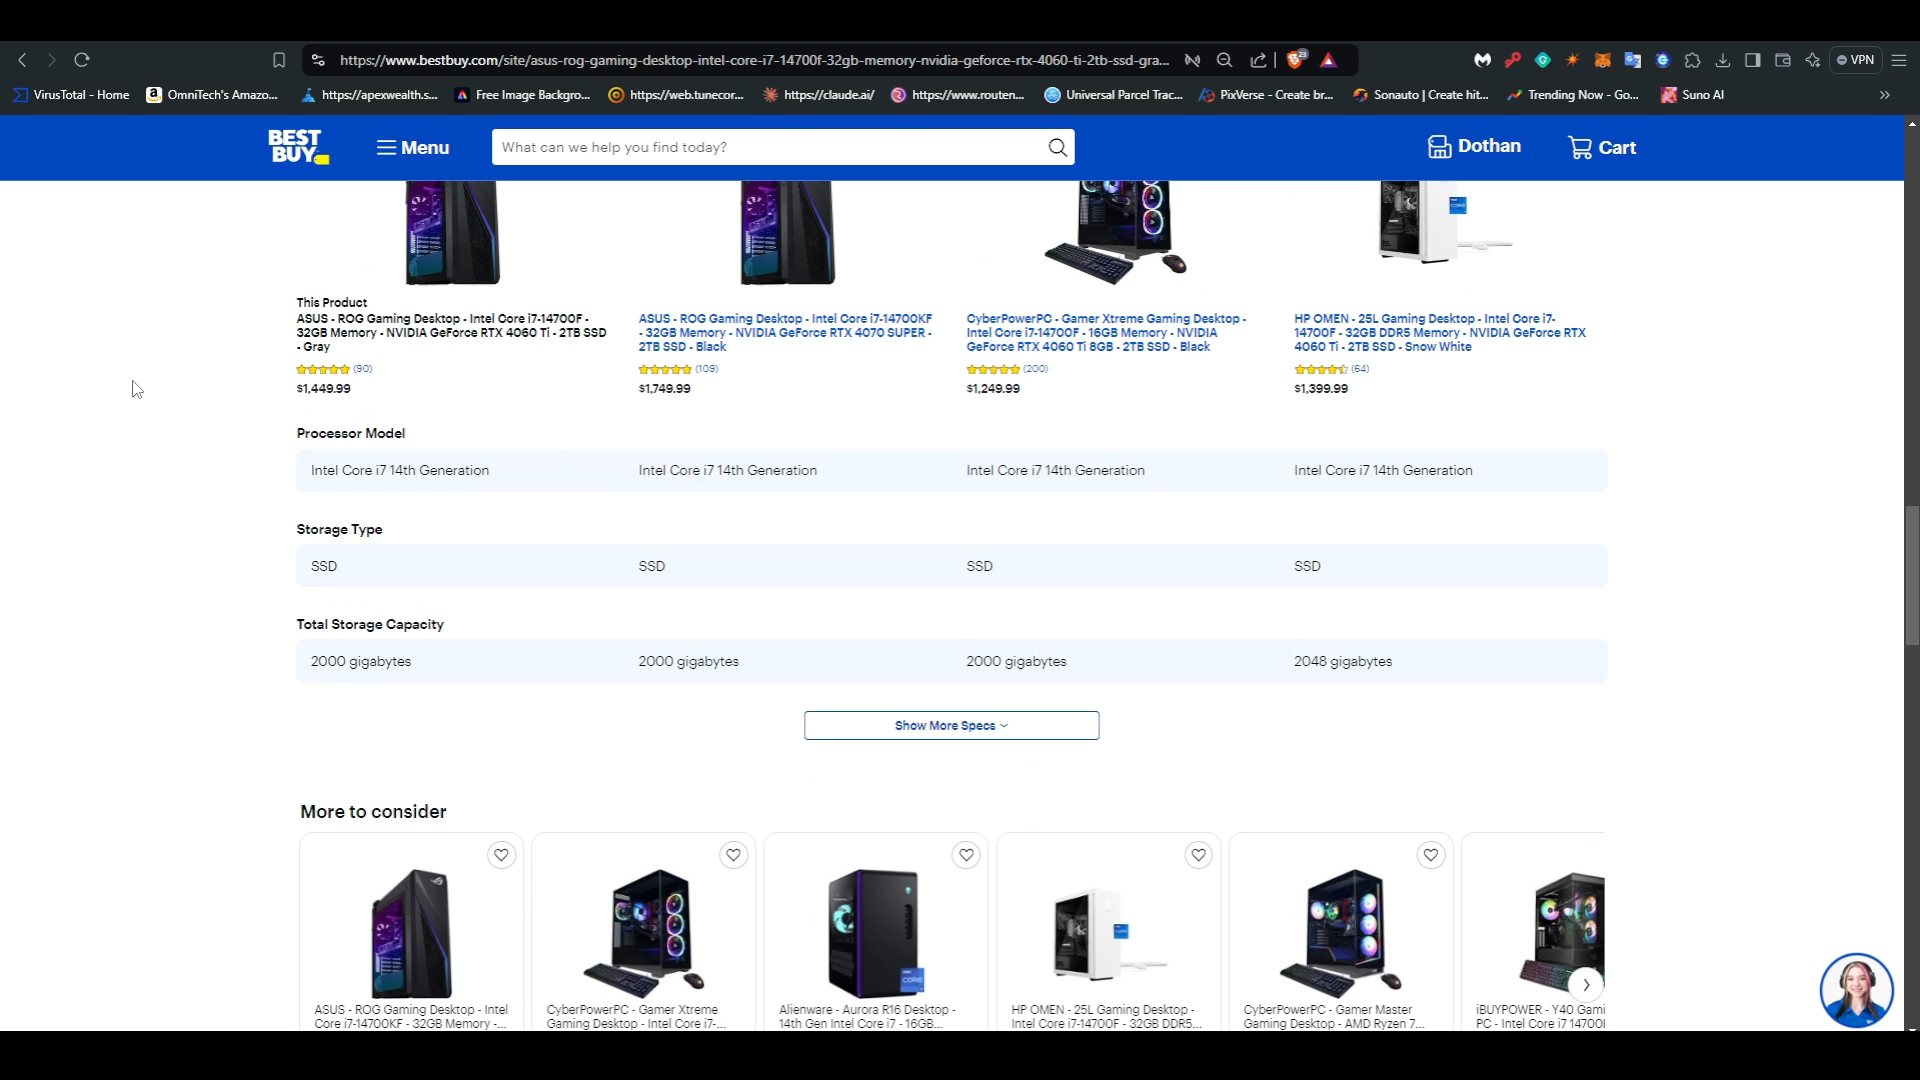 https://www.bestbuy.com/site/asus-rog-gaming-desktop-intel-core-i7-14700f-32gb-memory-nvidia-geforce-rtx-4060-ti-2tb-ssd-gra...
23
VPN
VirusTotal - Home
OmniTech's Amazo...
https://apexwealth.s...
Free Image Backgro...
https://web.tunecor...
https://claude.ai/
https://www.routen...
Universal Parcel Trac...
PixVerse - Create br...
Sonauto | Create hit...
Trending Now - Go...
Suno AI
BEST
BUY
Menu
What can we help you find today?
Dothan
Cart
This Product
ASUS - ROG Gaming Desktop - Intel Core i7-14700F -
32GB Memory - NVIDIA GeForce RTX 4060 Ti - 2TB SSD
- Gray
(90)
$1,449.99
ASUS - ROG Gaming Desktop - Intel Core i7-14700KF
- 32GB Memory - NVIDIA GeForce RTX 4070 SUPER -
2TB SSD - Black
(109)
$1,749.99
CyberPowerPC - Gamer Xtreme Gaming Desktop -
Intel Core i7-14700F - 16GB Memory - NVIDIA
GeForce RTX 4060 Ti 8GB - 2TB SSD - Black
(200)
$1,249.99
HP OMEN - 25L Gaming Desktop - Intel Core i7-
14700F - 32GB DDR5 Memory - NVIDIA GeForce RTX
4060 Ti - 2TB SSD - Snow White
(64)
$1,399.99
Processor Model
Intel Core i7 14th Generation
Intel Core i7 14th Generation
Intel Core i7 14th Generation
Intel Core i7 14th Generation
Storage Type
SSD
SSD
SSD
SSD
Total Storage Capacity
2000 gigabytes
2000 gigabytes
2000 gigabytes
2048 gigabytes
Show More Specs
More to consider
ASUS - ROG Gaming Desktop - Intel
Core i7-14700KF - 32GB Memory -...
CyberPowerPC - Gamer Xtreme
Gaming Desktop - Intel Core i7-...
Alienware - Aurora R16 Desktop -
14th Gen Intel Core i7 - 16GB...
HP OMEN - 25L Gaming Desktop -
Intel Core i7-14700F - 32GB DDR5...
CyberPowerPC - Gamer Master
Gaming Desktop - AMD Ryzen 7...
iBUYPOWER - Y40 Gami
PC - Intel Core i7 14700